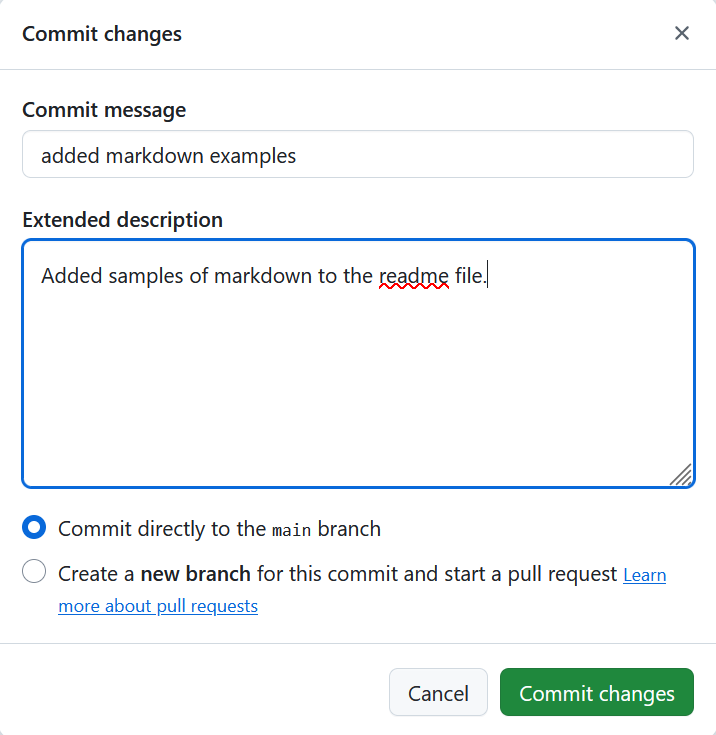 Commit changes
Commit message
added markdown examples
Extended description
Added samples of markdown to the readme file.
Commit directly to the main branch
Create a new branch for this commit and start a pull request Learn
more about pull requests
Cancel
Commit changes